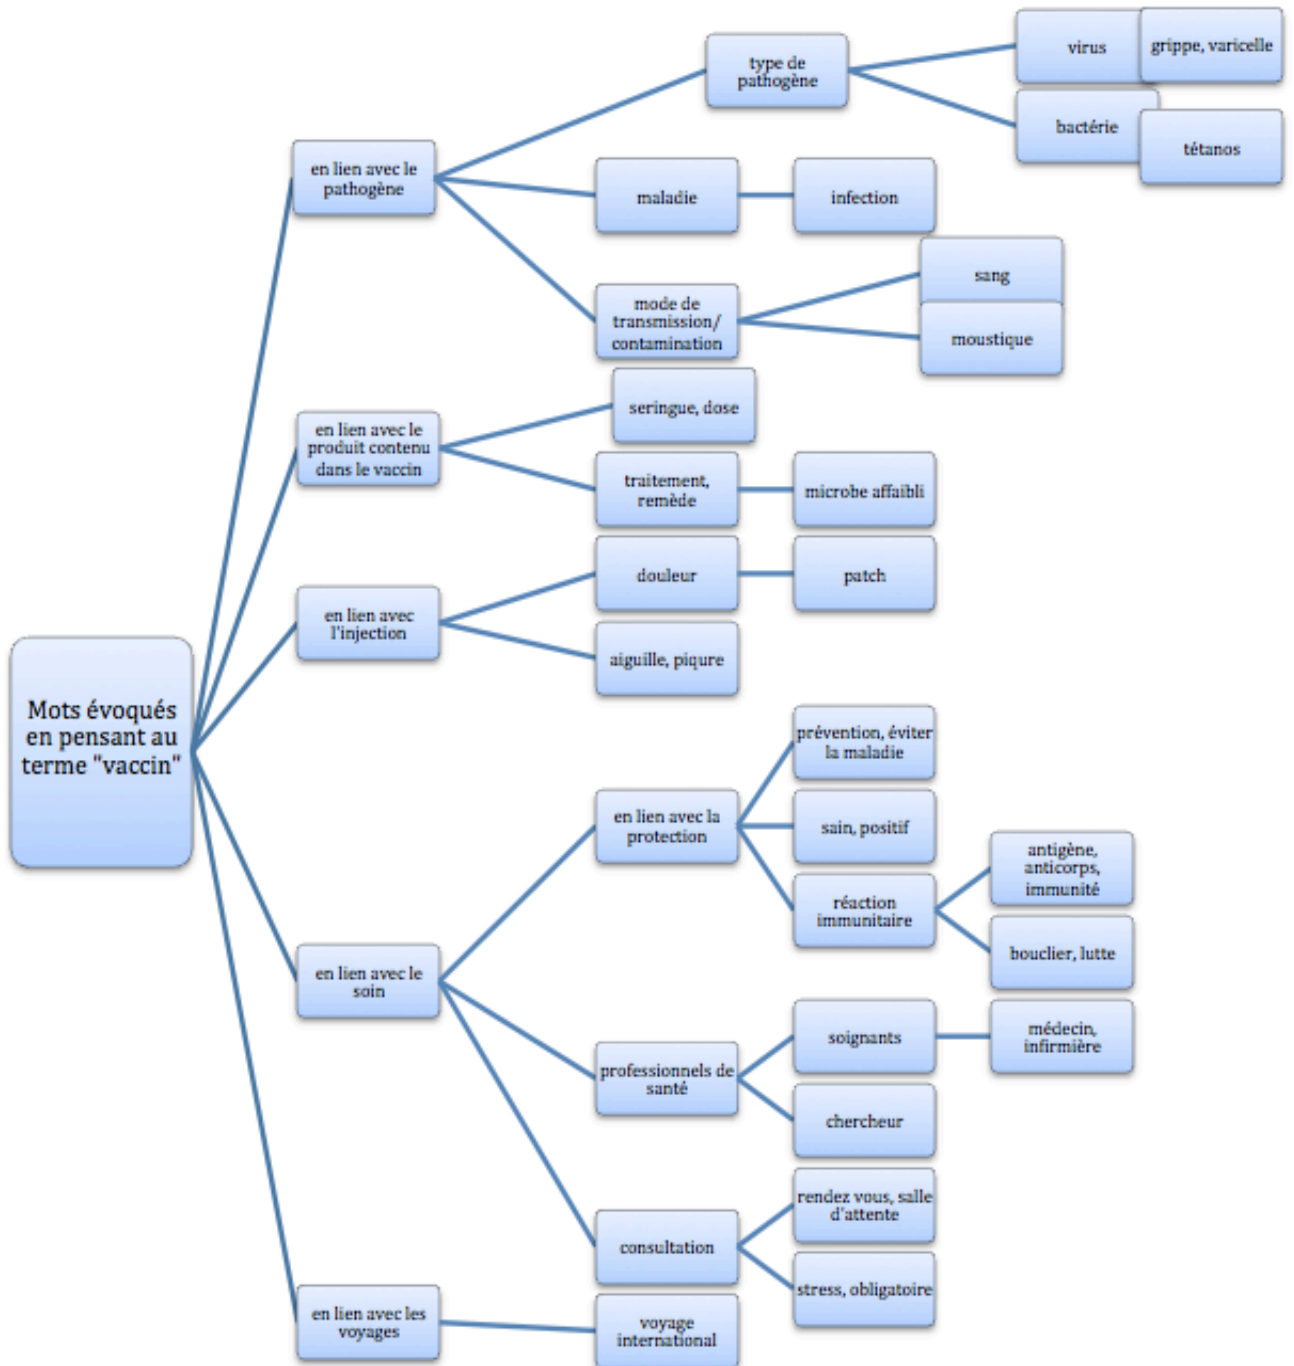 type de
pathogène
virus
grippe, varicelle
bactérie
tétanos
en lien avec le
pathogène
maladie
infection
mode de
transmission/
contamination
sang
moustique
en lien avec le
produit contenu
dans le vaccin
seringue, dose
traitement,
remède
microbe affaibli
en lien avec
l'injection
douleur
patch
aiguille, piqure
Mots évoqués
en pensant au
terme "vaccin"
en lien avec le
soin
en lien avec la
protection
prévention, éviter
la maladie
sain, positif
réaction
immunitaire
antigène,
anticorps,
immunité
bouclier, lutte
professionnels de
santé
soignants
médecin,
infirmière
chercheur
consultation
rendez vous, salle
d'attente
stress, obligatoire
en lien avec les
voyages
voyage
international